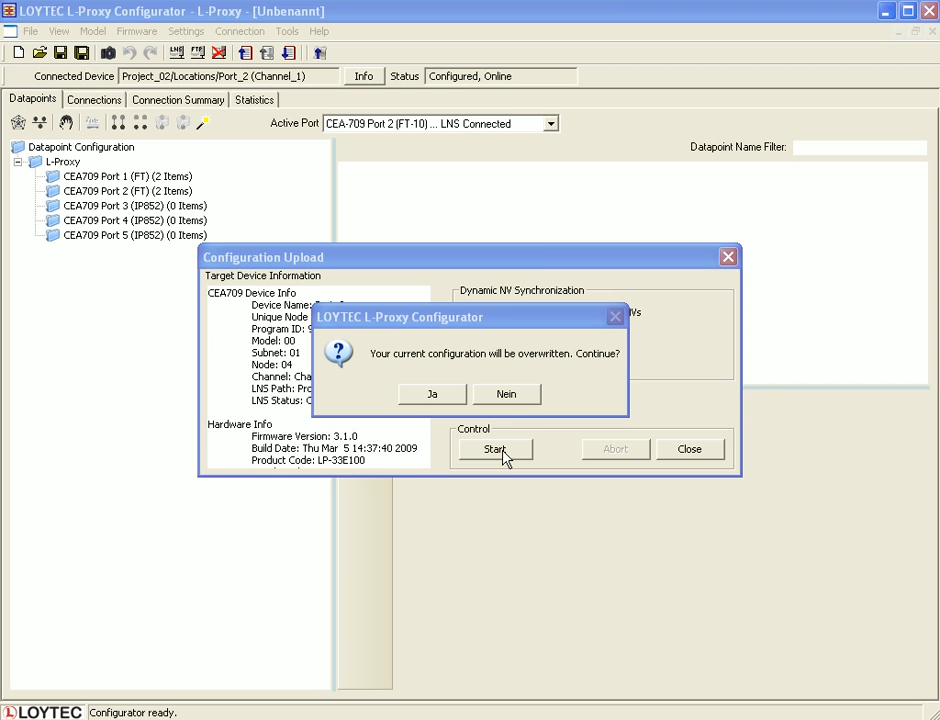 LOYTEC L-Proxy Configurator - L-Proxy - [Unbenannt]
File View Model Firmware Settings Connection Tools Help
Connected Device Project_02/Locations/Port_2 (Channel_1) Info Status Configured, Online
Datapoints Connections Connection Summary Statistics
Active Port CEA-709 Port 2 (FT-10) ... LNS Connected
Datapoint Configuration
Datapoint Name Filter:
L-Proxy
CEA709 Port 1 (FT) (2 Items)
CEA709 Port 2 (FT) (2 Items)
CEA709 Port 3 (IP852) (0 Items)
CEA709 Port 4 (IP852) (0 Items)
CEA709 Port 5 (IP852) (0 Items)
Configuration Upload
Target Device Information
CEA709 Device Info
Device Name:
Unique Node
Program ID: 9
Model: 00
Subnet: 01
Node: 04
Channel: Cha
LNS Path: Pro
LNS Status: C
Hardware Info
Firmware Version: 3.1.0
Build Date: Thu Mar 5 14:37:40 2009
Product Code: LP-33E100
Dynamic NV Synchronization
Vs
LOYTEC L-Proxy Configurator
Your current configuration will be overwritten. Continue?
Ja Nein
Control
Start Abort Close
LOYTEC Configurator ready.